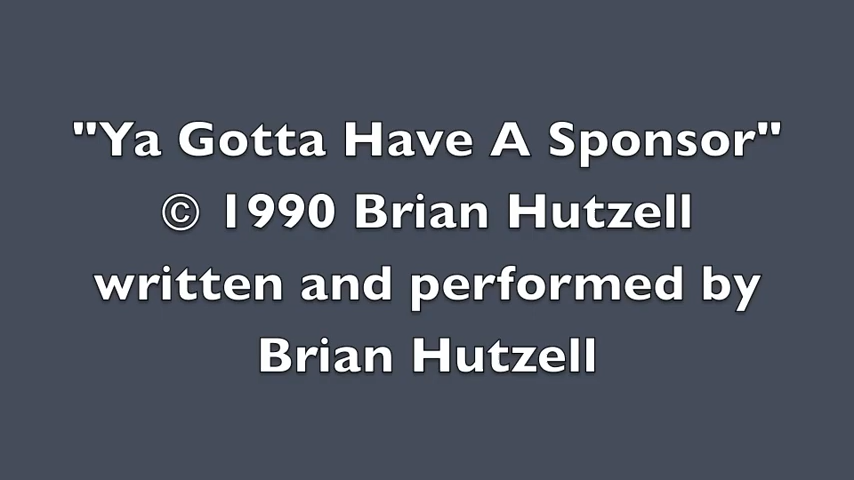 "Ya Gotta Have A Sponsor"
© 1990 Brian Hutzell
written and performed by
Brian Hutzell